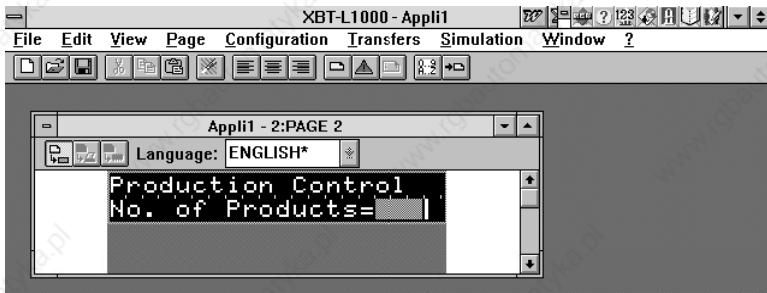 XBT-L1000 - Appli1
File Edit View Page Configuration Transfers Simulation Window ?
Appli1 - 2:PAGE 2
Language: ENGLISH*
Production Control
No. of Products=